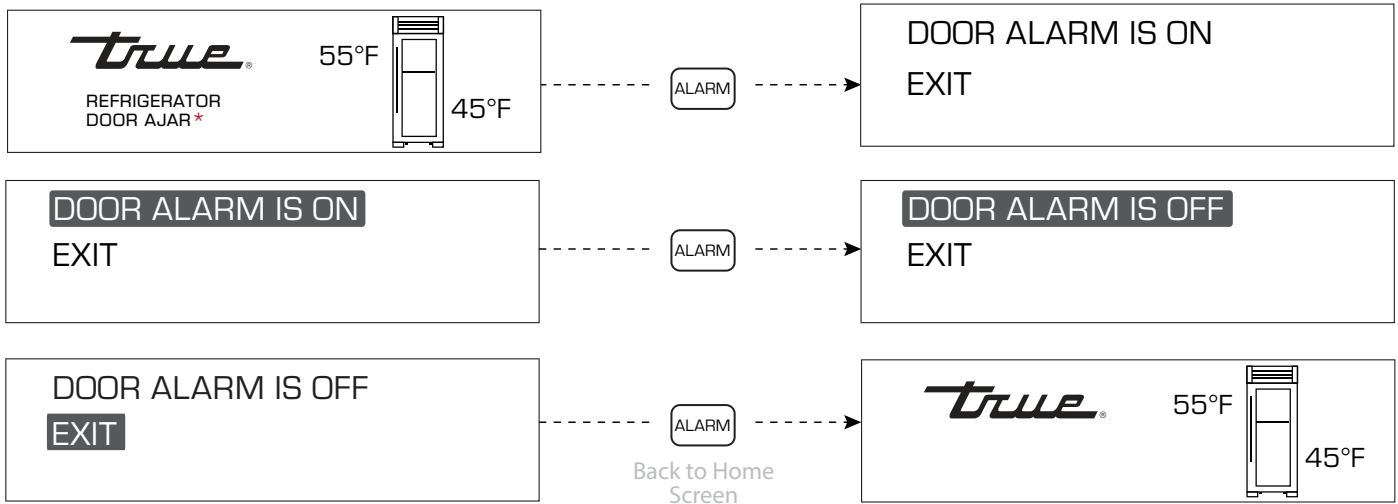 true®
REFRIGERATOR
DOOR AJAR*
55°F
45°F
ALARM
DOOR ALARM IS ON
EXIT
DOOR ALARM IS ON
EXIT
ALARM
DOOR ALARM IS OFF
EXIT
DOOR ALARM IS OFF
EXIT
ALARM
Back to Home
Screen
true®
55°F
45°F